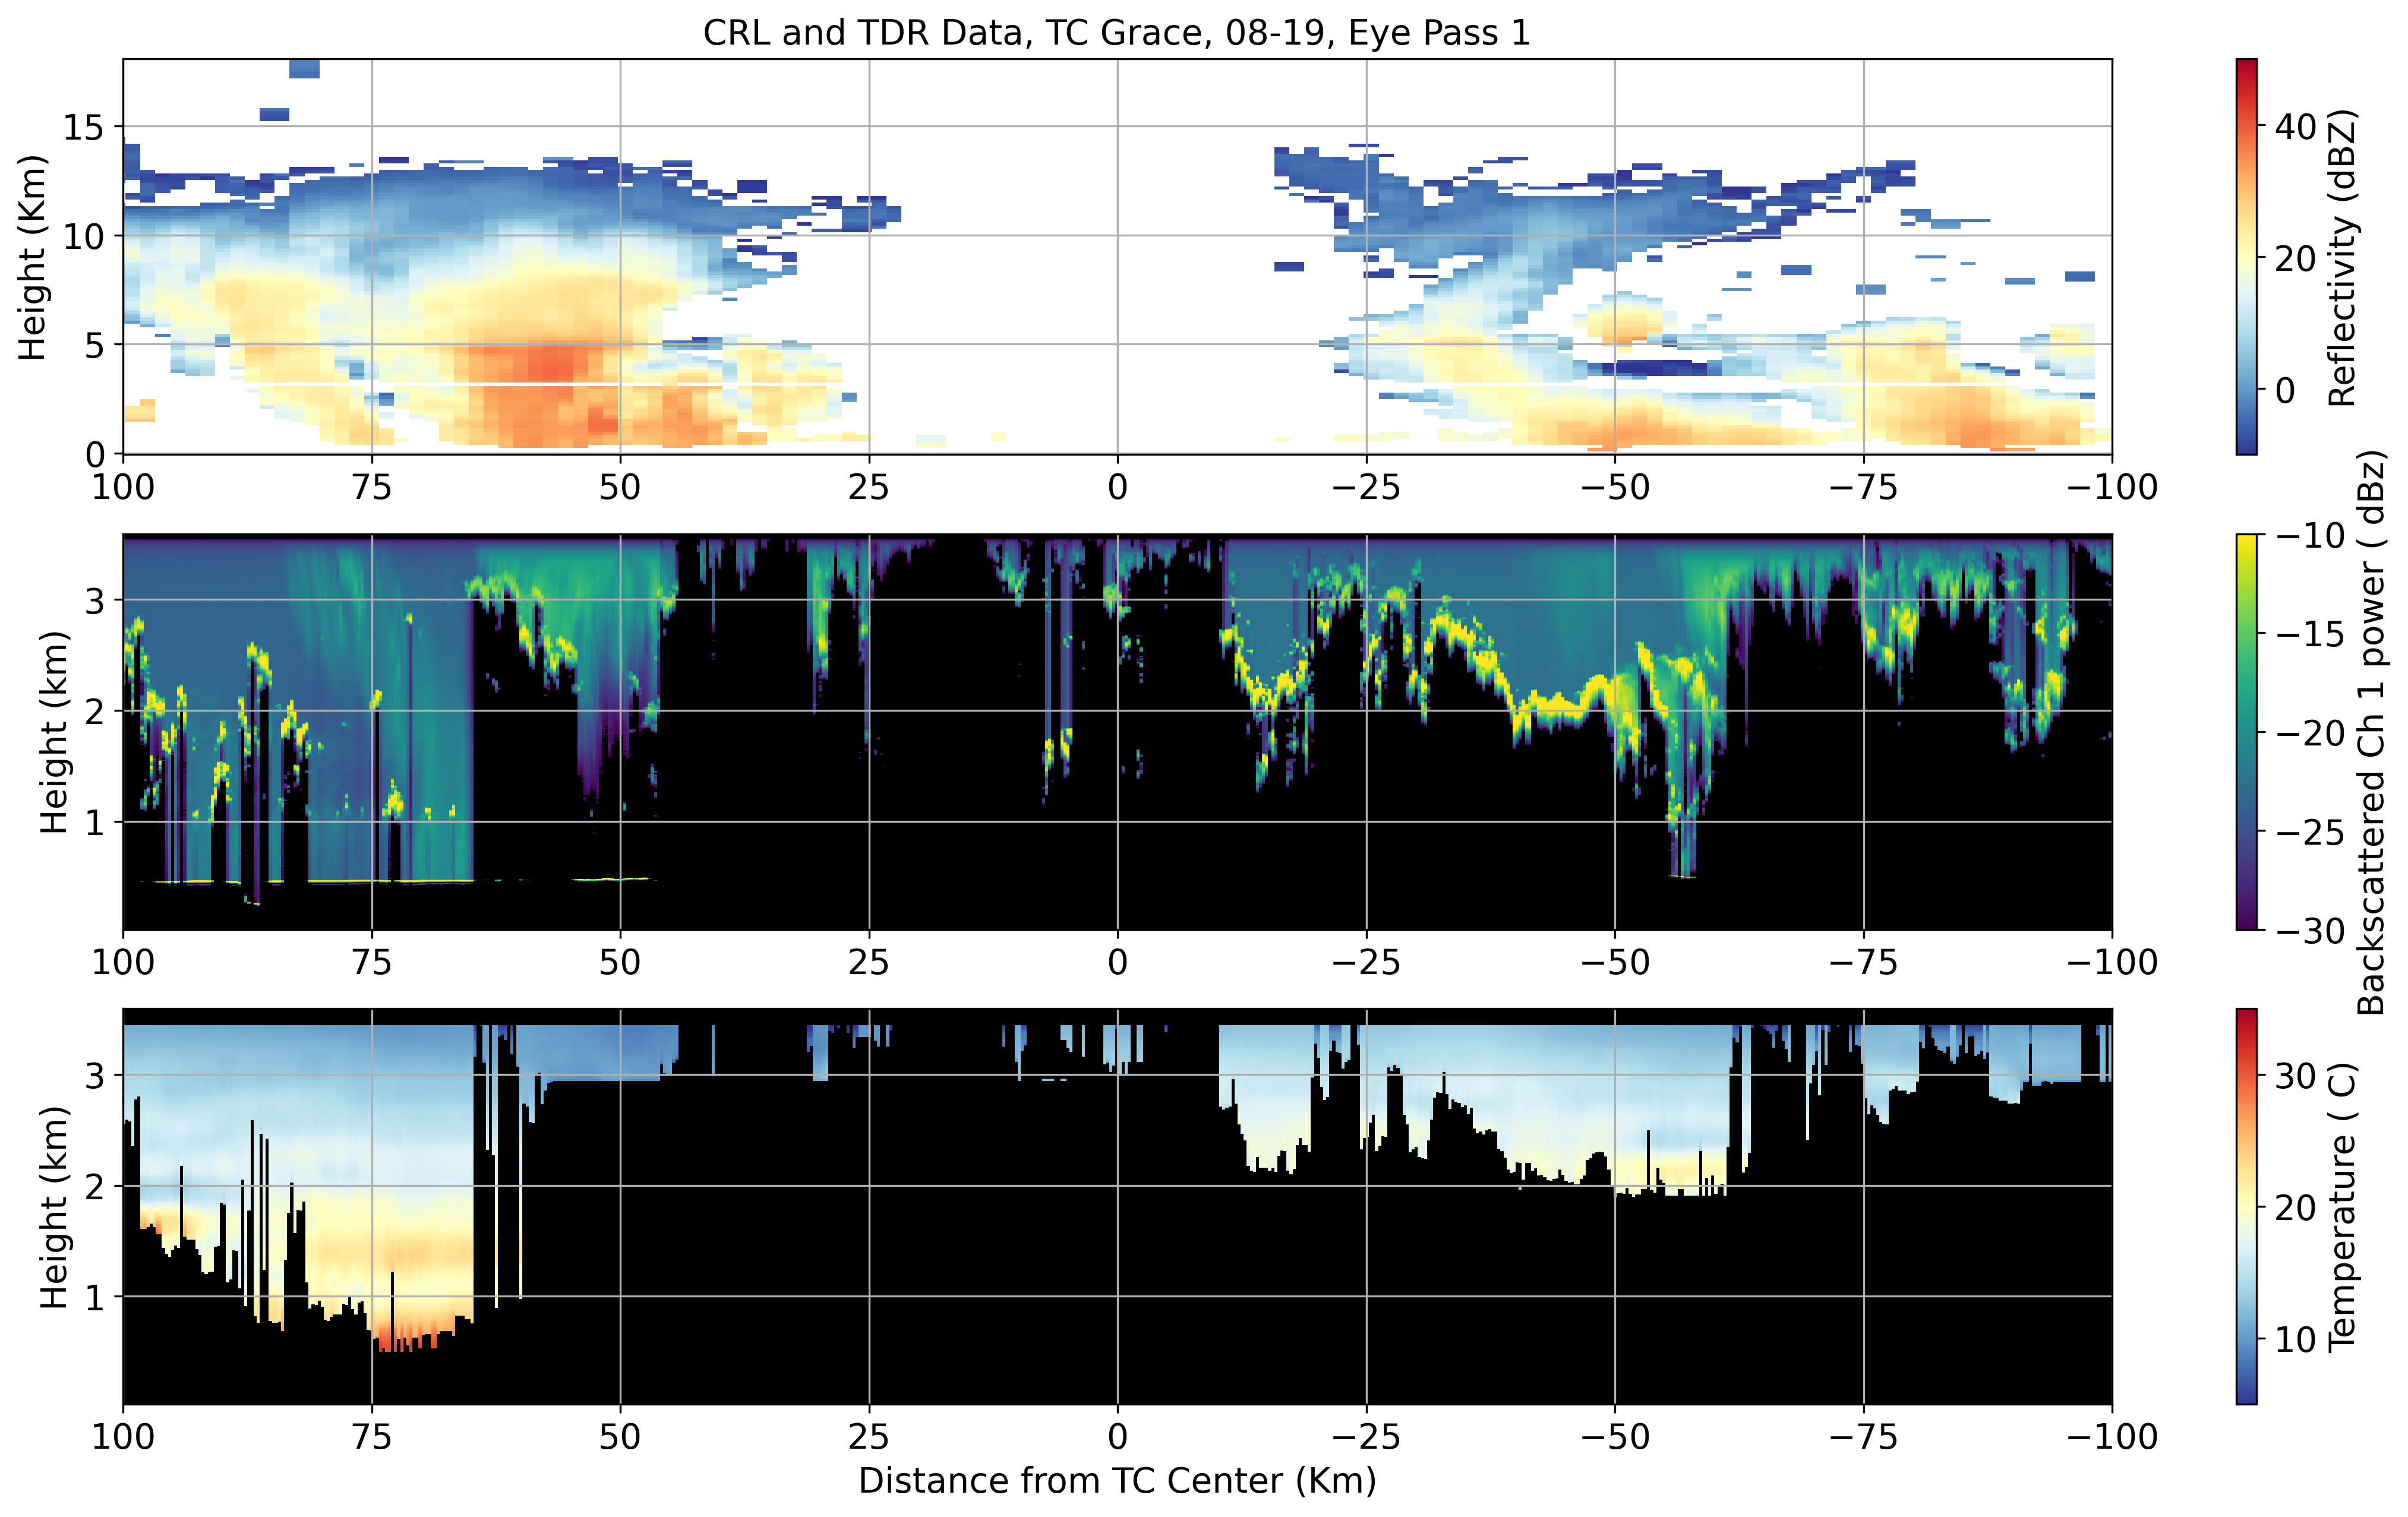 CRL and TDR Data, TC Grace, 08-19, Eye Pass 1
Height (Km)
15
10
5
0
100 75 50 25 0 −25 −50 −75 −100
40
20
0
Reflectivity (dBZ)
Height (km)
3
2
1
100 75 50 25 0 −25 −50 −75 −100
−10
−15
−20
−25
−30
Backscattered Ch 1 power ( dBz)
Height (km)
3
2
1
100 75 50 25 0 −25 −50 −75 −100
Distance from TC Center (Km)
30
20
10
Temperature ( C)